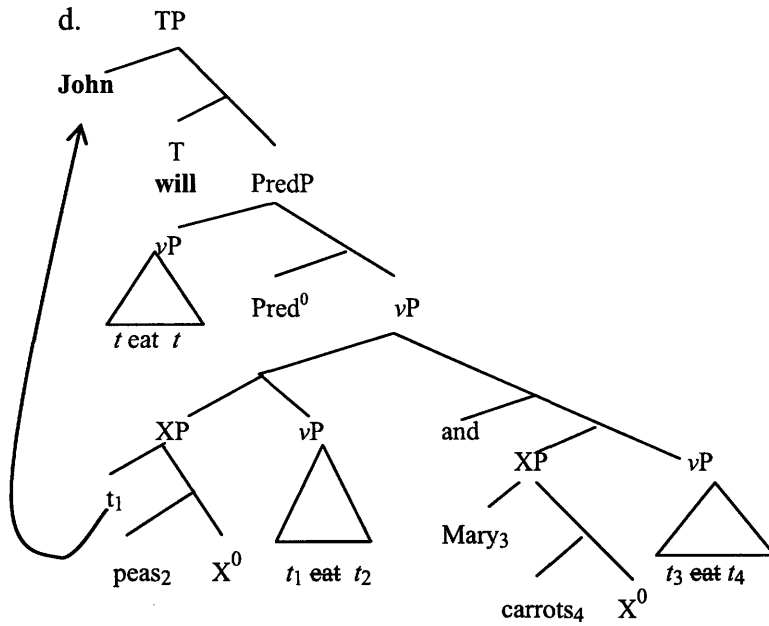 d. TP
John
T
will PredP
vP
Pred⁰ vP
t eat t
XP vP and
XP vP
t₁
Mary₃
peas₂ X⁰ t₁ eat t₂ t₃ eat t₄
carrots₄ X⁰